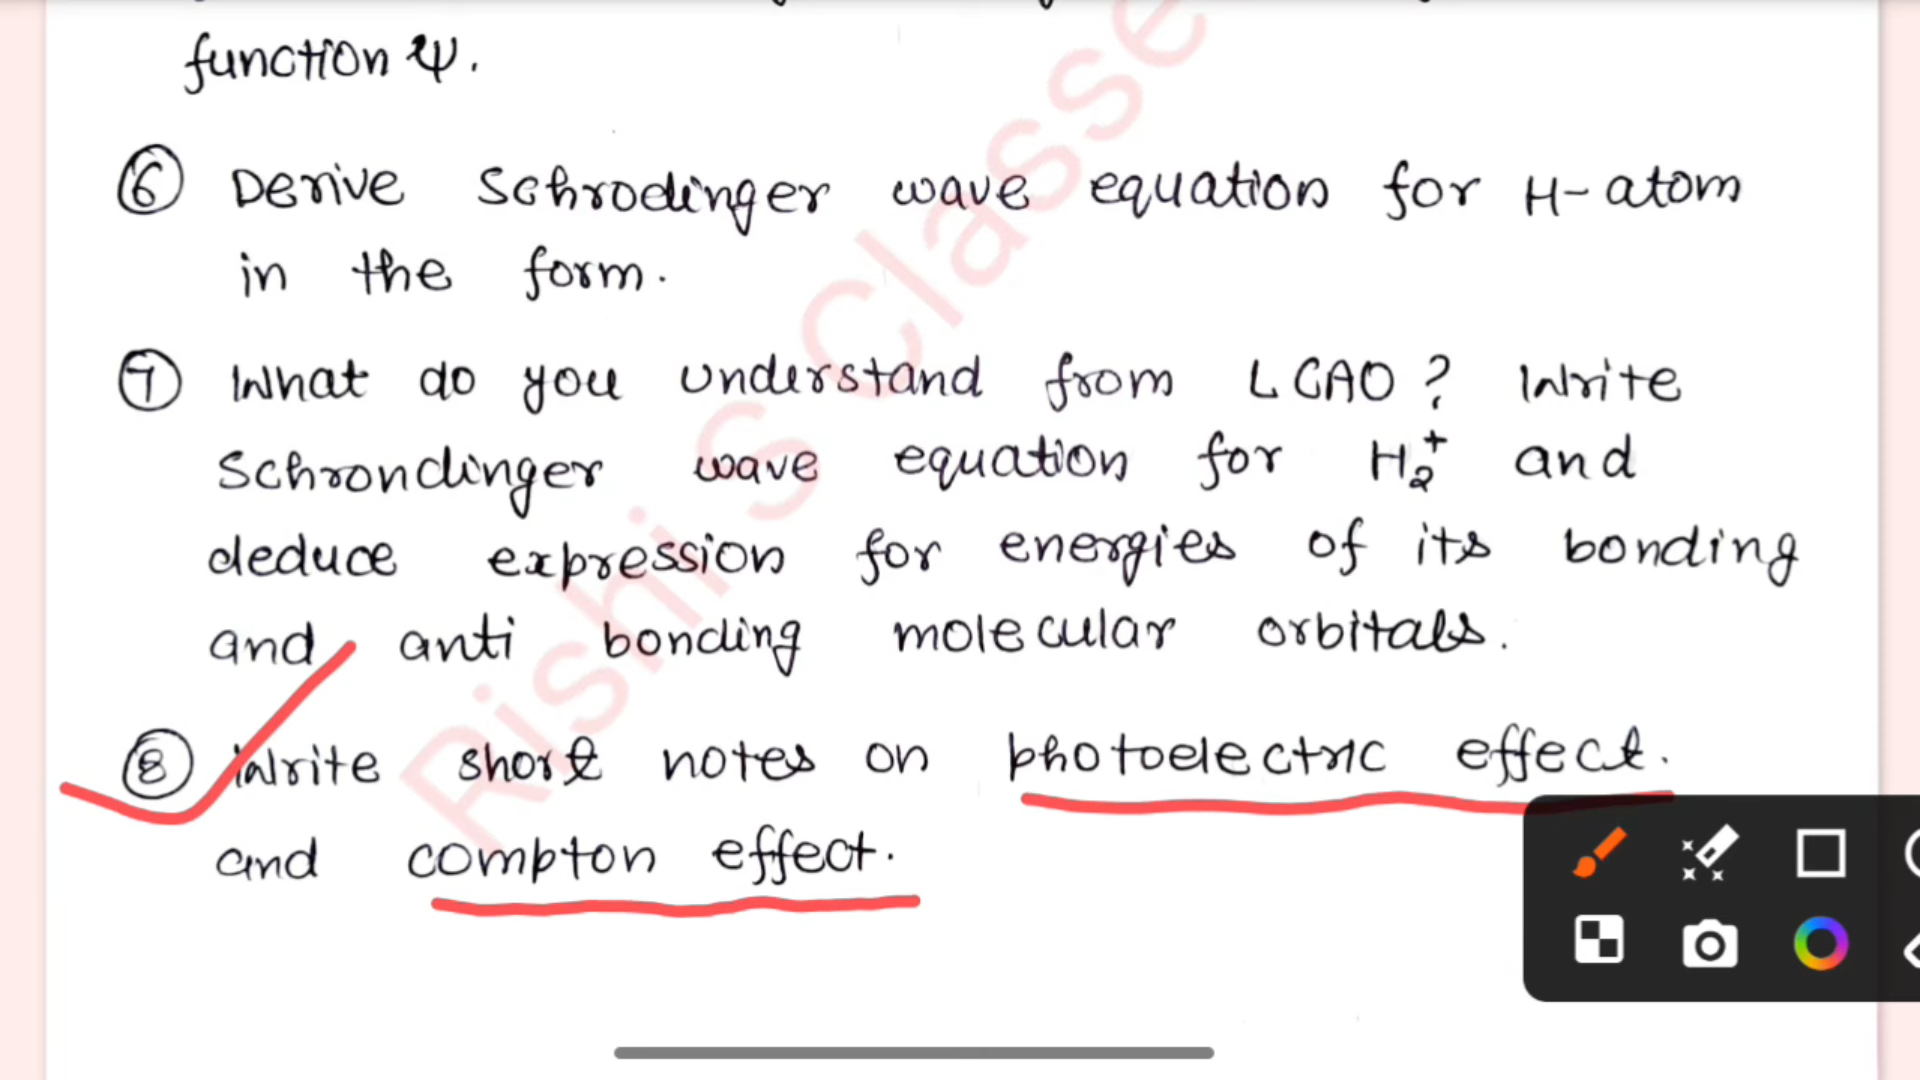 function Ψ.
⑥ Derive Schrodinger wave equation for H-atom
in the form.
⑦ What do you understand from LCAO? Write
Schrondinger wave equation for H₂⁺ and
deduce expression for energies of its bonding
and anti bonding molecular orbitals.
⑧ Write short notes on photoelectric effect.
and compton effect.
Rishi s Classe